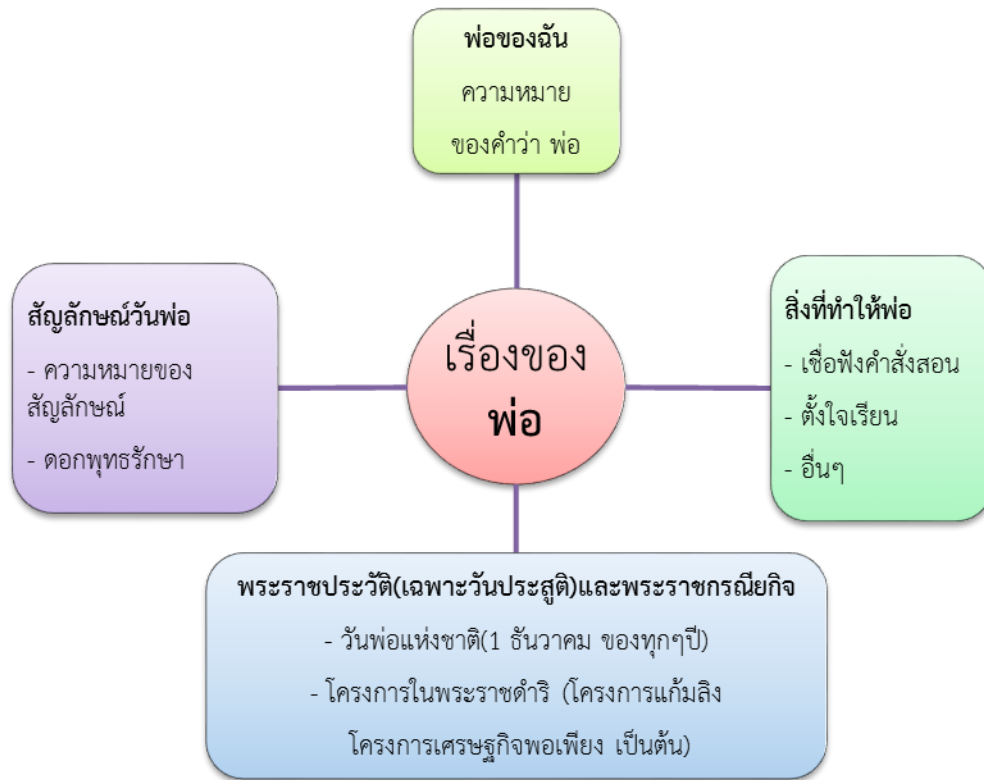 พ่อของฉัน
ความหมาย
ของคำว่า พ่อ
สัญลักษณ์วันพ่อ
- ความหมายของ
สัญลักษณ์
- ดอกพุทธรักษา
เรื่องของ
พ่อ
สิ่งที่ทำให้พ่อ
- เชื่อฟังคำสั่งสอน
- ตั้งใจเรียน
- อื่นๆ
พระราชประวัติ(เฉพาะวันประสูติ)และพระราชกรณียกิจ
- วันพ่อแห่งชาติ(1 ธันวาคม ของทุกๆปี)
- โครงการในพระราชดำริ (โครงการแก้มลิง
โครงการเศรษฐกิจพอเพียง เป็นต้น)